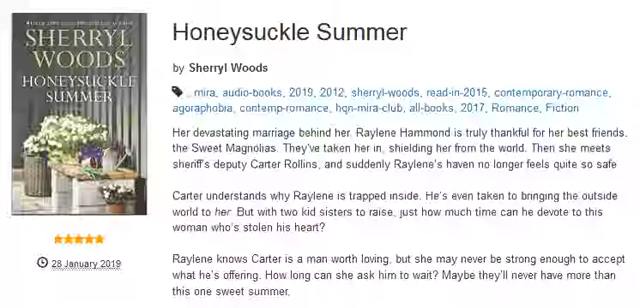 Honeysuckle Summer
by Sherryl Woods
, mira, audio-books, 2019, 2012, sherryl-woods, read-in-2015, contemporary-romance,
agoraphobia, contemp-romance, hqn-mira-club, all-books, 2017, Romance, Fiction
Her devastating marriage behind her, Raylene Hammond is truly thankful for her best friends,
the Sweet Magnolias. They've taken her in, shielding her from the world. Then she meets
sheriff's deputy Carter Rollins, and suddenly Raylene's haven no longer feels quite so safe
Carter understands why Raylene is trapped inside. He's even taken to bringing the outside
world to her. But with two kid sisters to raise, just how much time can he devote to this
woman who's stolen his heart?
Raylene knows Carter is a man worth loving, but she may never be strong enough to accept
what he's offering. How long can she ask him to wait? Maybe they'll never have more than
this one sweet summer.
SHERRYL
WOODS
HONEYSUCKLE
SUMMER
28 January 2019